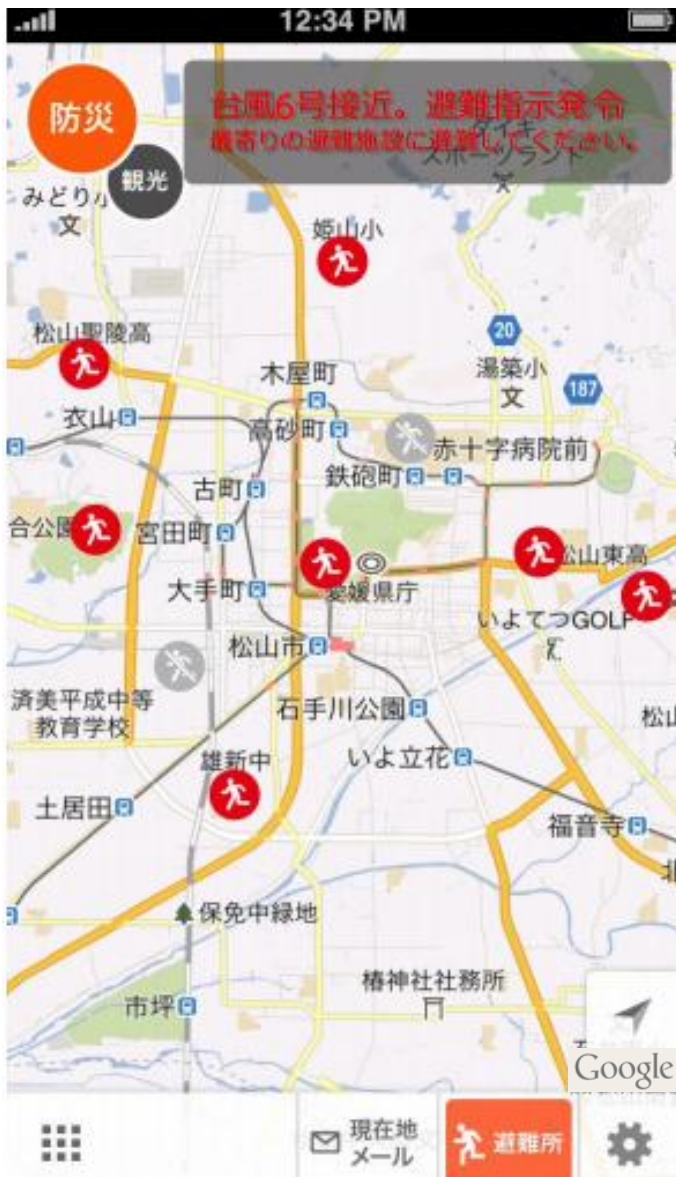 12:34 PM
防災
観光
台風6号接近。避難指示発令
最寄りの避難施設に避難してください。
スポーツランド
みどり小
文
姫山小
松山聖陵高
20
湯築小
文
187
木屋町
衣山
高砂町
赤十字病院前
鉄砲町
古町
合公園
宮田町
松山東高
大手町
愛媛県庁
いよてつGOLF
松山市
済美平成中等
教育学校
石手川公園
松山
雄新中
いよ立花
土居田
福音寺
北
保免中緑地
椿神社社務所
市坪
Google
現在地
メール
避難所